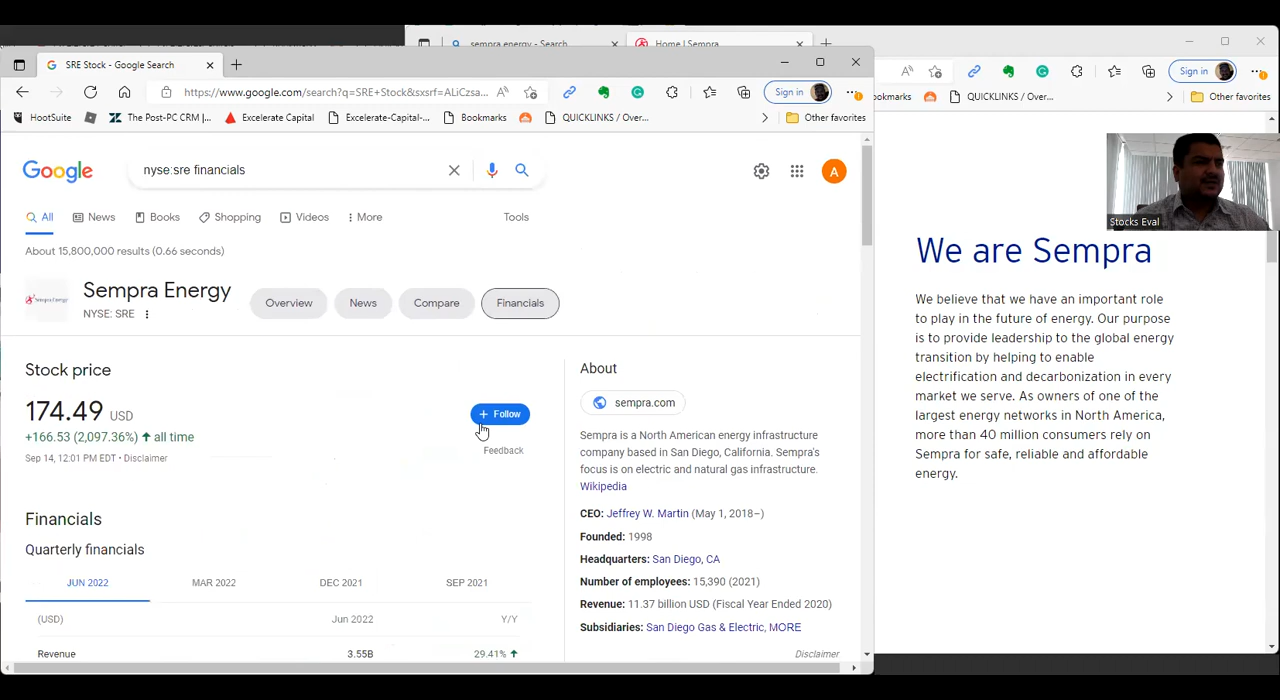 sempra energy - Search
Home | Sempra
SRE Stock - Google Search
https://www.google.com/search?q=SRE+Stock&sxsrf=ALiCzsa...
Sign in
Sign in
HootSuite
The Post-PC CRM |...
Excelerate Capital
Excelerate-Capital-...
Bookmarks
QUICKLINKS / Over...
Other favorites
okmarks
QUICKLINKS / Over...
Other favorites
Google
nyse:sre financials
A
All
News
Books
Shopping
Videos
More
Tools
About 15,800,000 results (0.66 seconds)
Sempra Energy
Sempra Energy
NYSE: SRE
Overview
News
Compare
Financials
Stock price
174.49 USD
+166.53 (2,097.36%) all time
Sep 14, 12:01 PM EDT • Disclaimer
+ Follow
Feedback
Financials
Quarterly financials
JUN 2022
MAR 2022
DEC 2021
SEP 2021
(USD)
Jun 2022
Y/Y
Revenue
3.55B
29.41%
About
sempra.com
Sempra is a North American energy infrastructure
company based in San Diego, California. Sempra's
focus is on electric and natural gas infrastructure.
Wikipedia
CEO: Jeffrey W. Martin (May 1, 2018–)
Founded: 1998
Headquarters: San Diego, CA
Number of employees: 15,390 (2021)
Revenue: 11.37 billion USD (Fiscal Year Ended 2020)
Subsidiaries: San Diego Gas & Electric, MORE
Disclaimer
Stocks Eval
We are Sempra
We believe that we have an important role
to play in the future of energy. Our purpose
is to provide leadership to the global energy
transition by helping to enable
electrification and decarbonization in every
market we serve. As owners of one of the
largest energy networks in North America,
more than 40 million consumers rely on
Sempra for safe, reliable and affordable
energy.